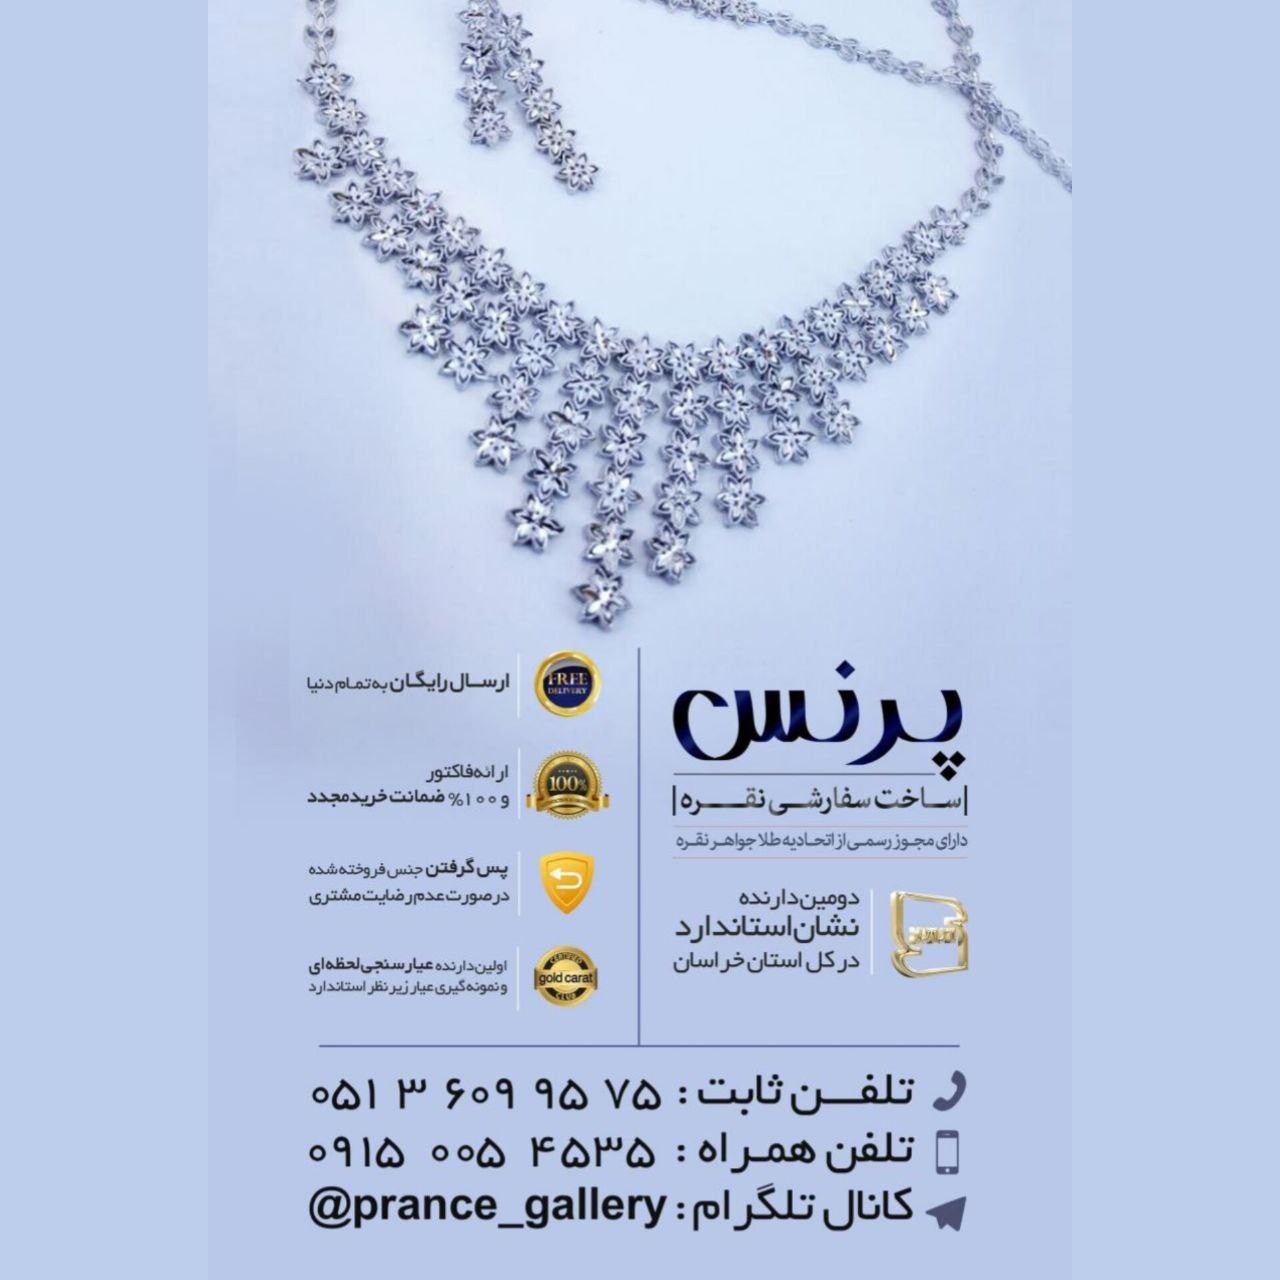 پرنس
ساخت سفارشی نقره
دارای مجوز رسمی از اتحادیه طلا جواهر نقره
دومین دارنده
نشان استاندارد
در کل استان خراسان
FREE
DELIVERY
ارسال رایگان به تمام دنیا
100%
ارائه فاکتور
و ۱۰۰% ضمانت خرید مجدد
پس گرفتن جنس فروخته شده
در صورت عدم رضایت مشتری
CERTIFIED
gold carat
CLUB
اولین دارنده عیار سنجی لحظه ای
و نمونه گیری عیار زیر نظر استاندارد
تلفن ثابت : ۰۵۱ ۳ ۶۰۹ ۹۵ ۷۵
تلفن همراه : ۰۹۱۵ ۰۰۵ ۴۵۳۵
کانال تلگرام : @prance_gallery